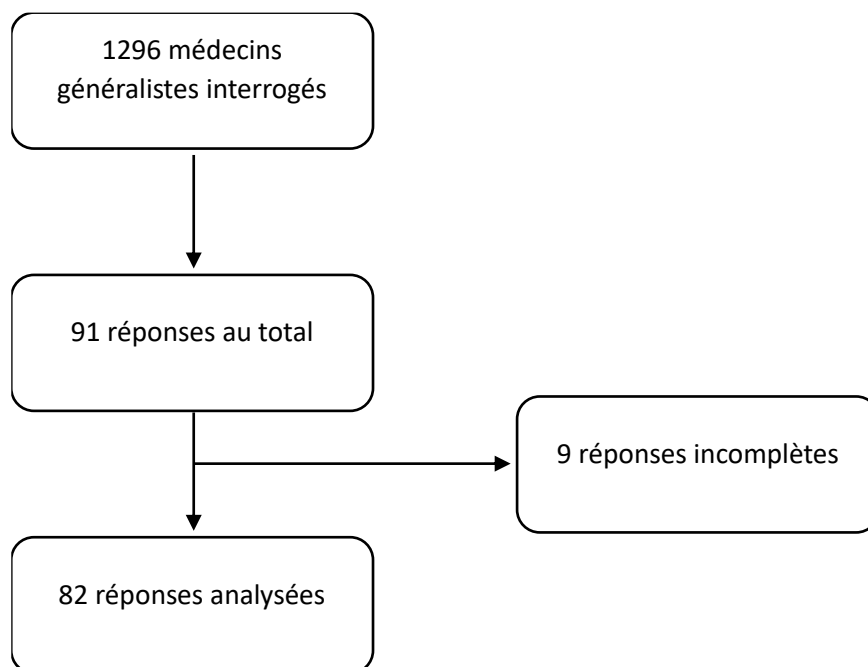 1296 médecins
généralistes interrogés
91 réponses au total
9 réponses incomplètes
82 réponses analysées